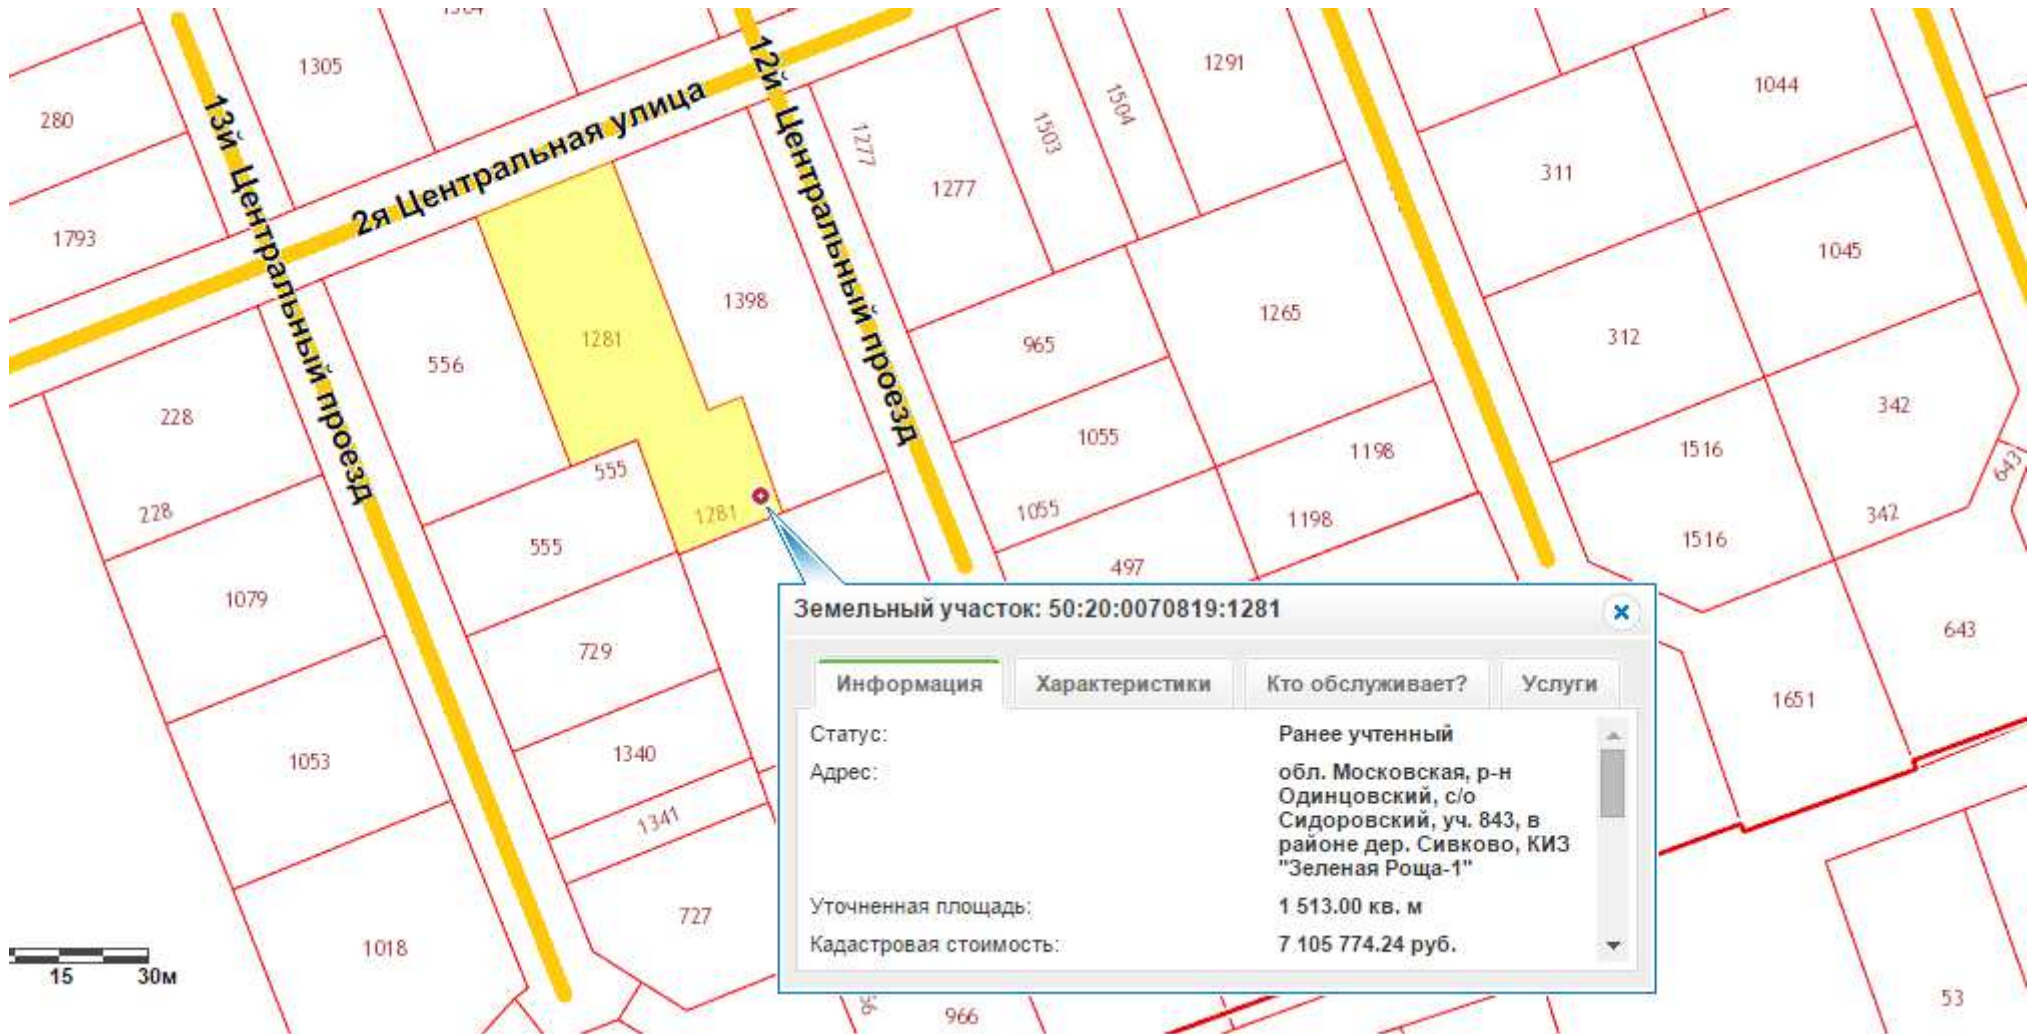 1305
1291
1044
280
13й Центральный проезд
2я Центральная улица
12й Центральный проезд
1277
1503
1504
1277
311
1793
1045
1398
1281
556
965
1265
312
228
342
1055
1198
1516
643
555
228
1281
1055
1198
342
555
497
1516
1079
Земельный участок: 50:20:0070819:1281
643
729
Информация
Характеристики
Кто обслуживает?
Услуги
1651
Статус:
Ранее учтенный
1053
1340
Адрес:
обл. Московская, р-н
Одинцовский, с/о
Сидоровский, уч. 843, в
районе дер. Сивково, КИЗ
"Зеленая Роща-1"
1341
Уточненная площадь:
1 513.00 кв. м
727
1018
Кадастровая стоимость:
7 105 774.24 руб.
15
30м
966
53